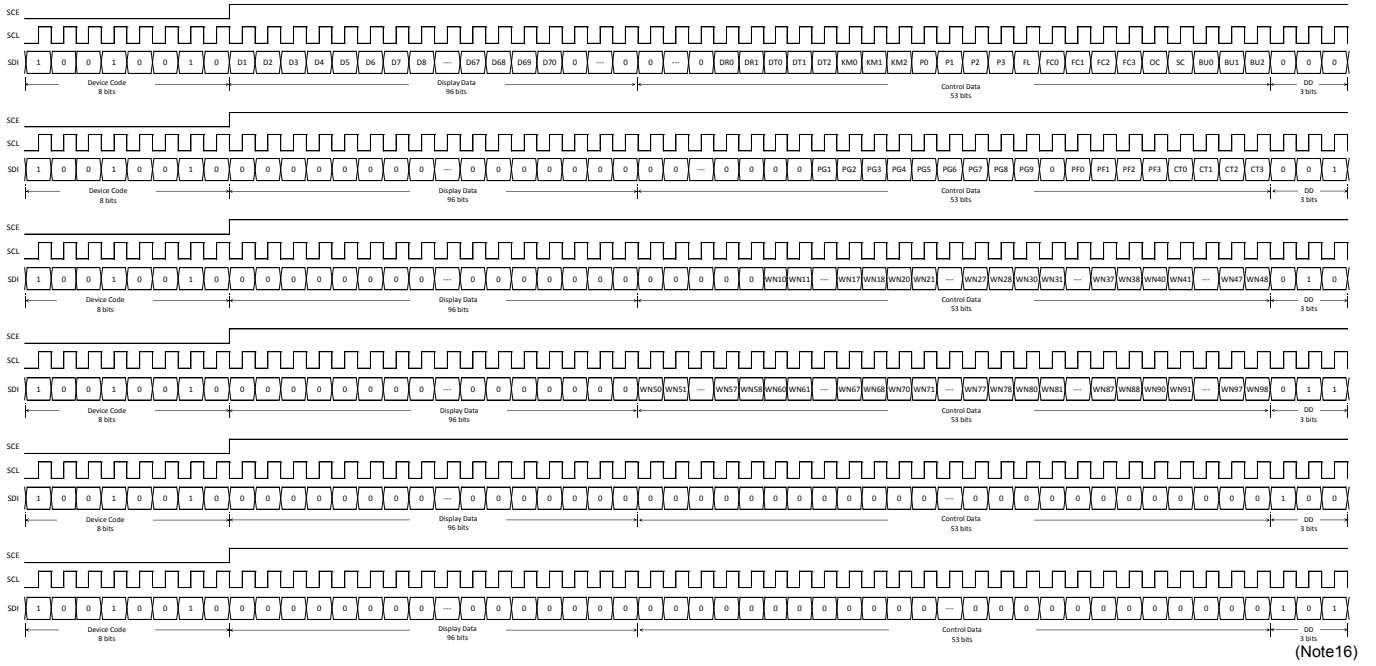 SCE
SCL
SDI 1 0 0 1 0 0 1 0 D1 D2 D3 D4 D5 D6 D7 D8 --- D67 D68 D69 D70 0 --- 0 0 --- 0 DR0 DR1 DT0 DT1 DT2 KM0 KM1 KM2 P0 P1 P2 P3 FL FC0 FC1 FC2 FC3 OC SC BU0 BU1 BU2 0 0 0
Device Code Display Data Control Data DD
8 bits 96 bits 53 bits 3 bits
SCE
SCL
SDI 1 0 0 1 0 0 1 0 0 0 0 0 0 0 0 0 --- 0 0 0 0 0 0 0 0 0 --- 0 0 0 0 PG1 PG2 PG3 PG4 PG5 PG6 PG7 PG8 PG9 0 PF0 PF1 PF2 PF3 CT0 CT1 CT2 CT3 0 0 1
Device Code Display Data Control Data DD
8 bits 96 bits 53 bits 3 bits
SCE
SCL
SDI 1 0 0 1 0 0 1 0 0 0 0 0 0 0 0 0 --- 0 0 0 0 0 0 0 0 0 0 0 0 WN10 WN11 --- WN17 WN18 WN20 WN21 --- WN27 WN28 WN30 WN31 --- WN37 WN38 WN40 WN41 --- WN47 WN48 0 1 0
Device Code Display Data Control Data DD
8 bits 96 bits 53 bits 3 bits
SCE
SCL
SDI 1 0 0 1 0 0 1 0 0 0 0 0 0 0 0 0 --- 0 0 0 0 0 0 0 WN50 WN51 --- WN57 WN58 WN60 WN61 --- WN67 WN68 WN70 WN71 --- WN77 WN78 WN80 WN81 --- WN87 WN88 WN90 WN91 --- WN97 WN98 0 1 1
Device Code Display Data Control Data DD
8 bits 96 bits 53 bits 3 bits
SCE
SCL
SDI 1 0 0 1 0 0 1 0 0 0 0 0 0 0 0 0 --- 0 0 0 0 0 0 0 0 0 0 0 0 0 0 0 0 0 0 0 --- 0 0 0 0 0 0 0 0 0 0 0 0 1 0 0
Device Code Display Data Control Data DD
8 bits 96 bits 53 bits 3 bits
SCE
SCL
SDI 1 0 0 1 0 0 1 0 0 0 0 0 0 0 0 0 --- 0 0 0 0 0 0 0 0 0 0 0 0 0 0 0 0 0 0 0 --- 0 0 0 0 0 0 0 0 0 0 0 0 1 0 1
Device Code Display Data Control Data DD
8 bits 96 bits 53 bits 3 bits
(Note16)